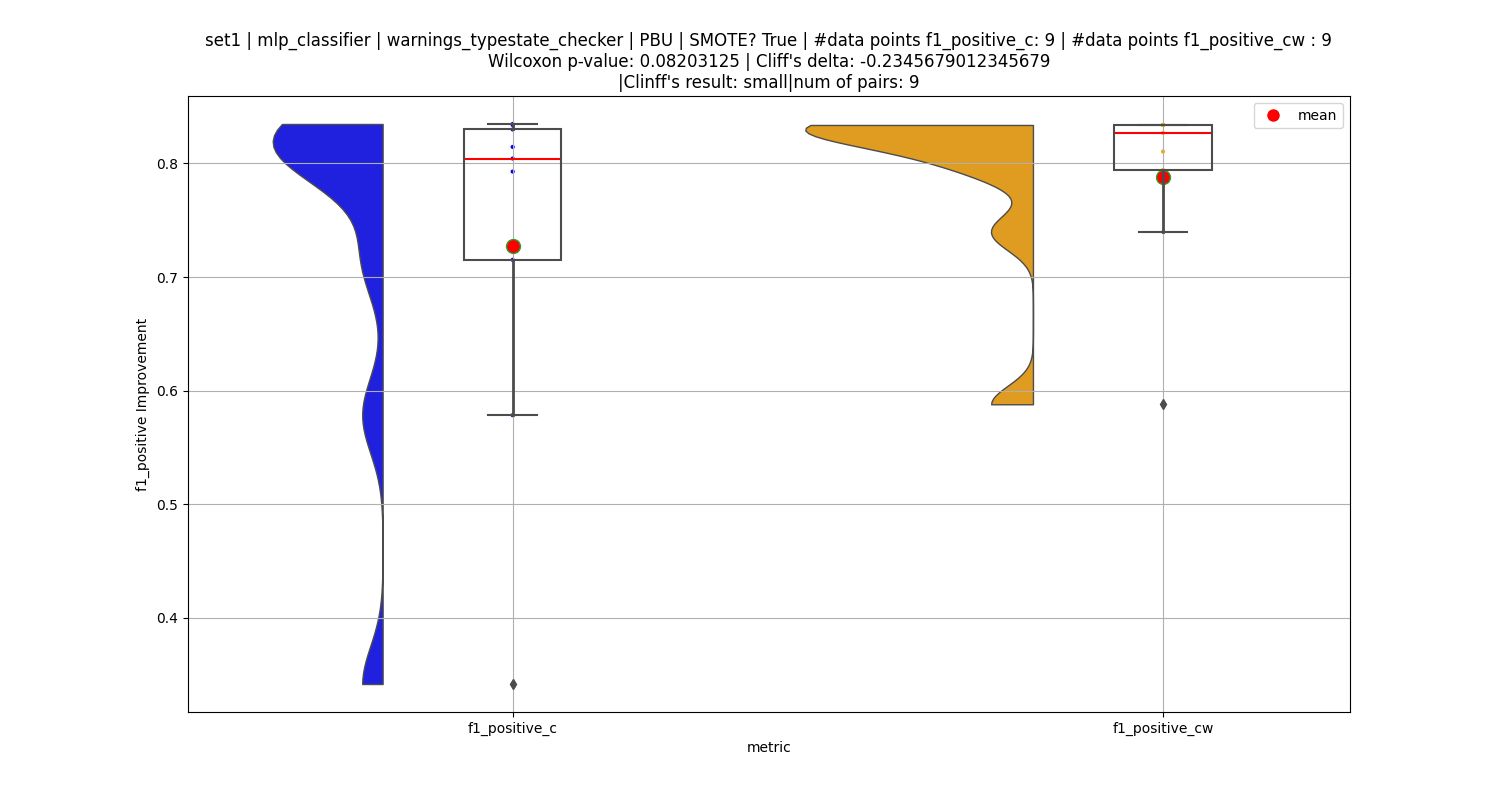 set1 | mlp_classifier | warnings_typestate_checker | PBU | SMOTE? True | #data points f1_positive_c: 9 | #data points f1_positive_cw : 9
Wilcoxon p-value: 0.08203125 | Cliff's delta: -0.2345679012345679
|Clinff's result: small|num of pairs: 9
mean
0.8
0.7
0.6
0.5
0.4
f1_positive Improvement
f1_positive_c
f1_positive_cw
metric